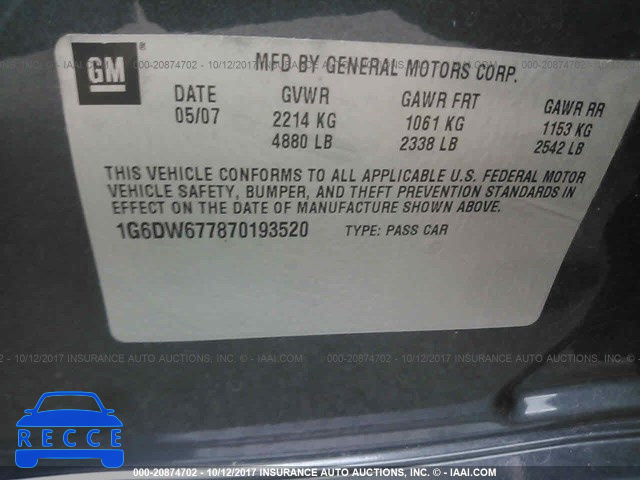 GM
®
MFD BY GENERAL MOTORS CORP.
DATE GVWR GAWR FRT GAWR RR
05/07 2214 KG 1061 KG 1153 KG
4880 LB 2338 LB 2542 LB
THIS VEHICLE CONFORMS TO ALL APPLICABLE U.S. FEDERAL MOTOR
VEHICLE SAFETY, BUMPER, AND THEFT PREVENTION STANDARDS IN
EFFECT ON THE DATE OF MANUFACTURE SHOWN ABOVE.
1G6DW677870193520 TYPE: PASS CAR
RECCE
000-20874702 - 10/12/2017 INSURANCE AUTO AUCTIONS, INC. © - IAAI.COM